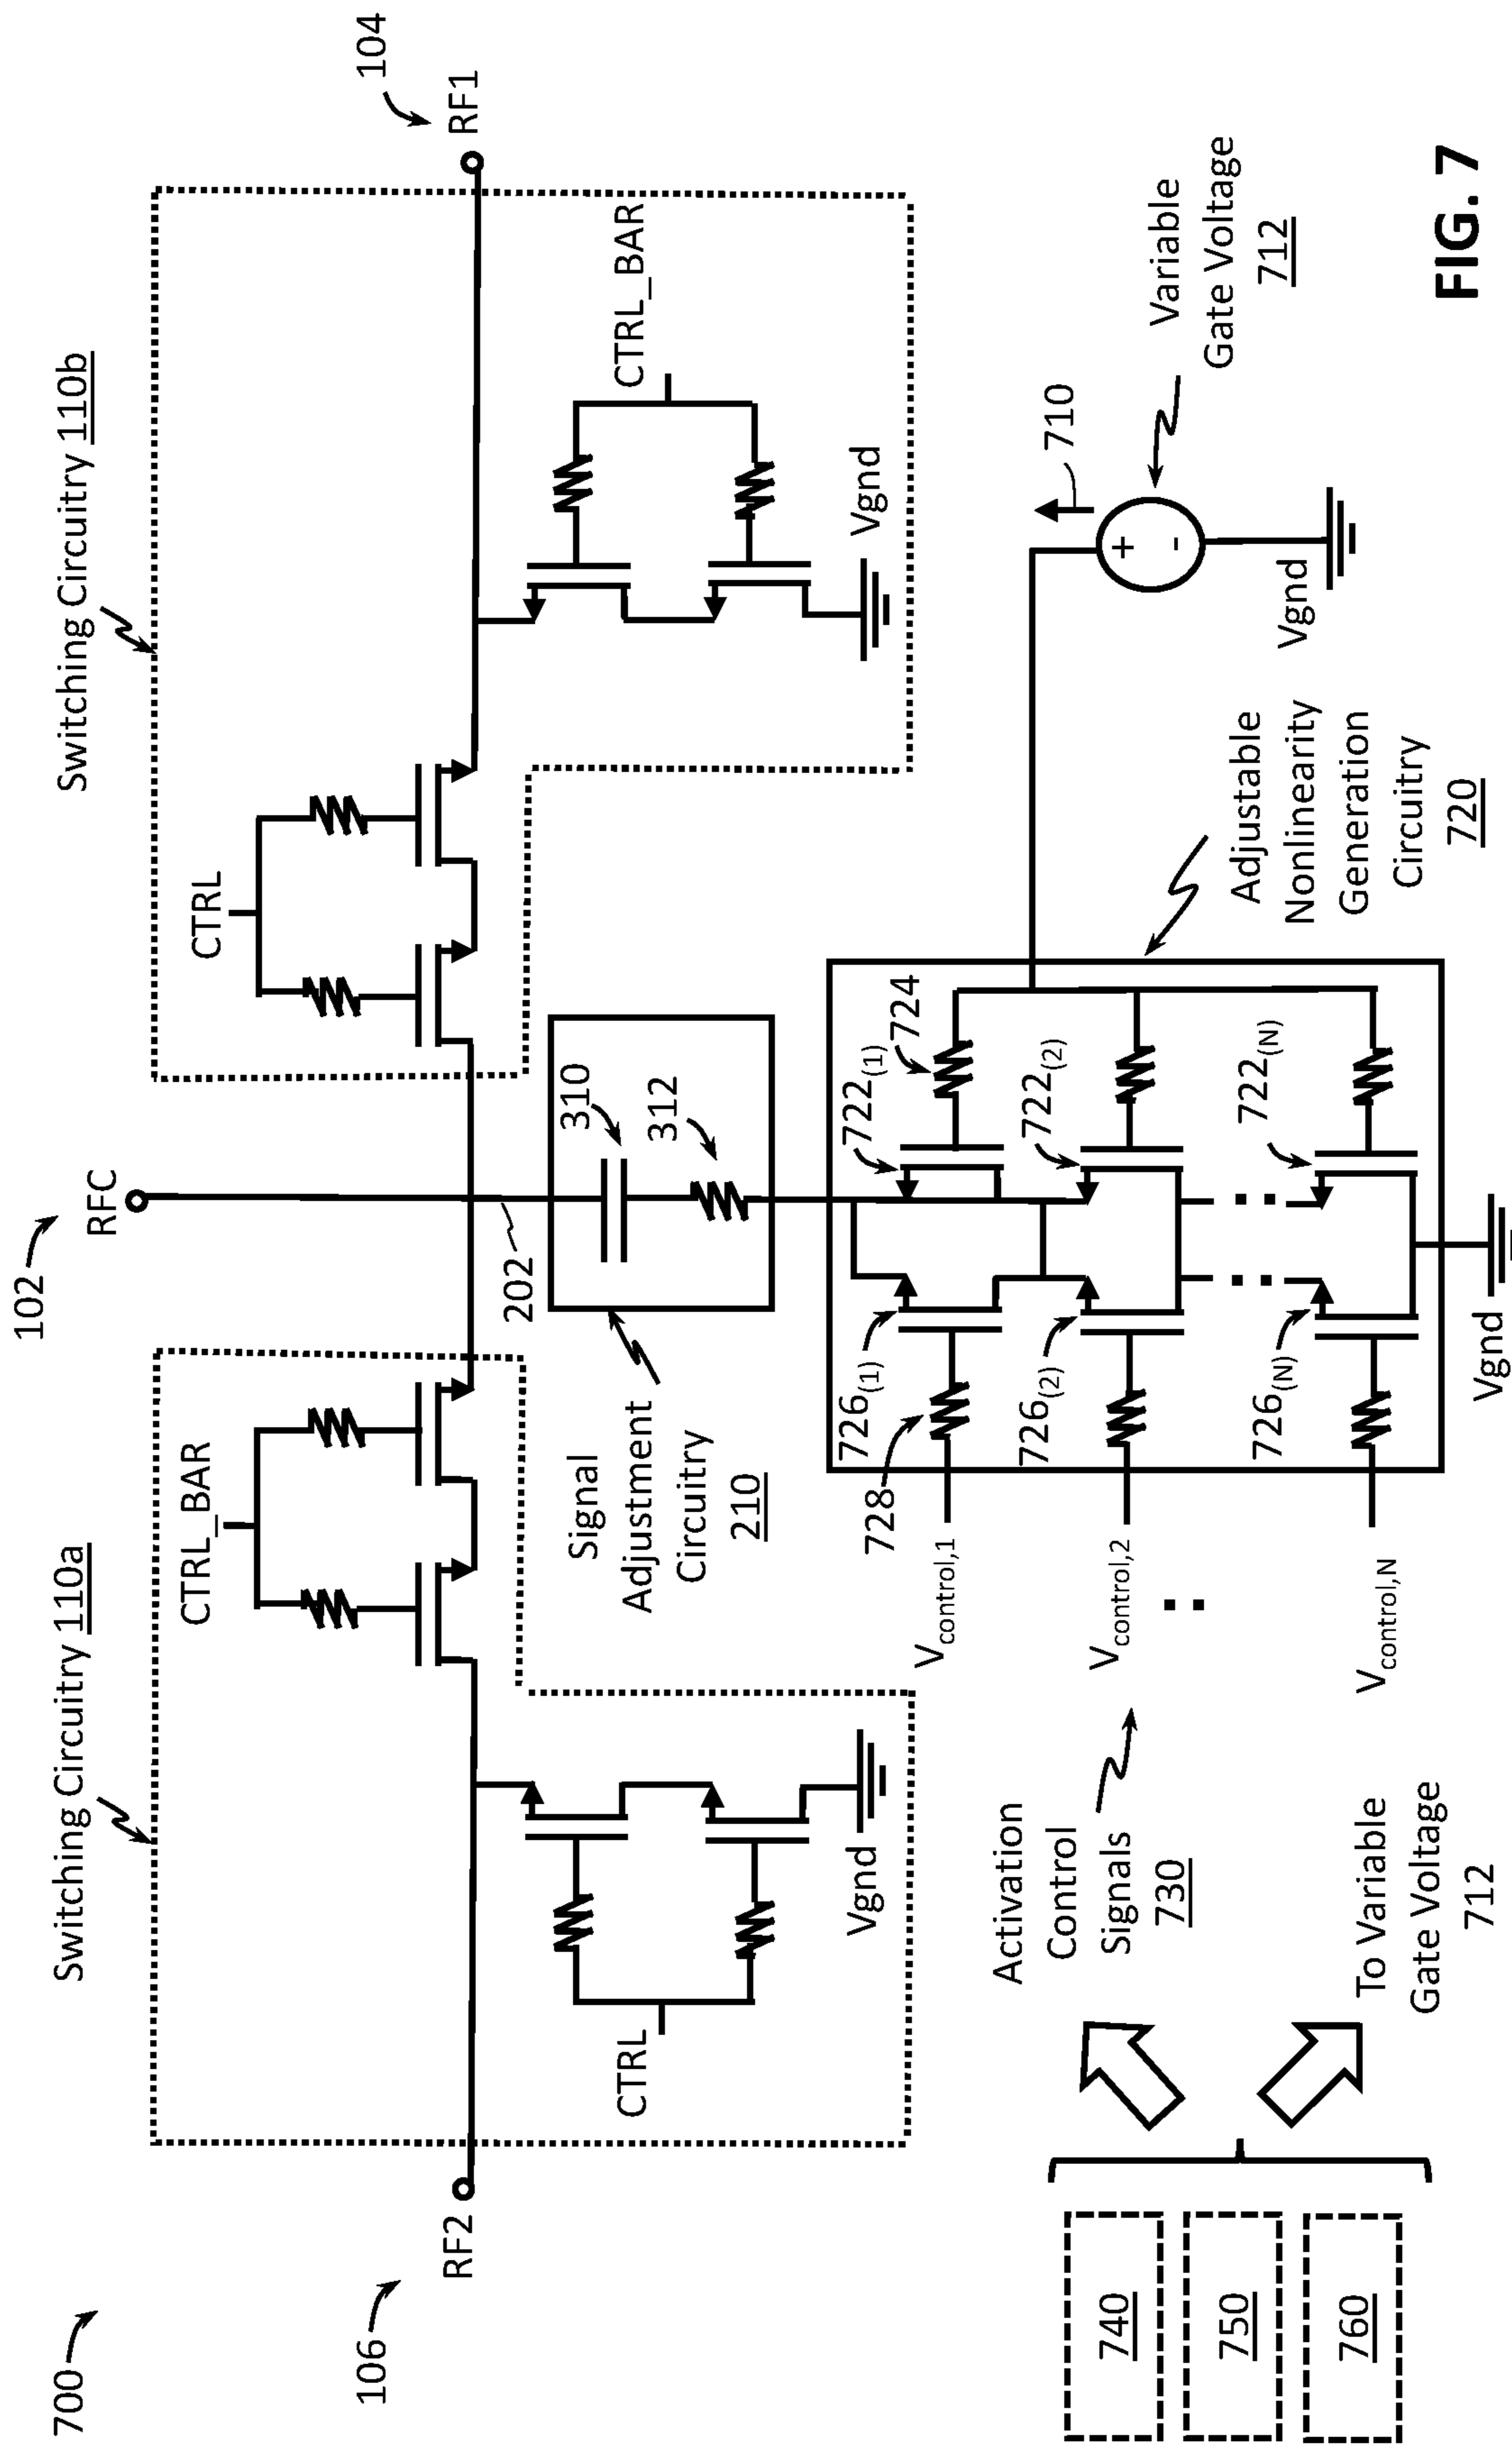 700
102
RFC
Switching Circuitry 110a
Switching Circuitry 110b
CTRL_BAR
CTRL
104
RF1
106
RF2
CTRL
Vgnd
CTRL_BAR
Vgnd
202
310
312
Signal
Adjustment
Circuitry
210
728
726(1)
722(1)
724
726(2)
722(2)
726(N)
722(N)
Vcontrol,1
Vcontrol,2
Vcontrol,N
Vgnd
Activation
Control
Signals
730
Adjustable
Nonlinearity
Generation
Circuitry
720
710
+
-
Vgnd
Variable
Gate Voltage
712
740
750
760
To Variable
Gate Voltage
712
FIG. 7